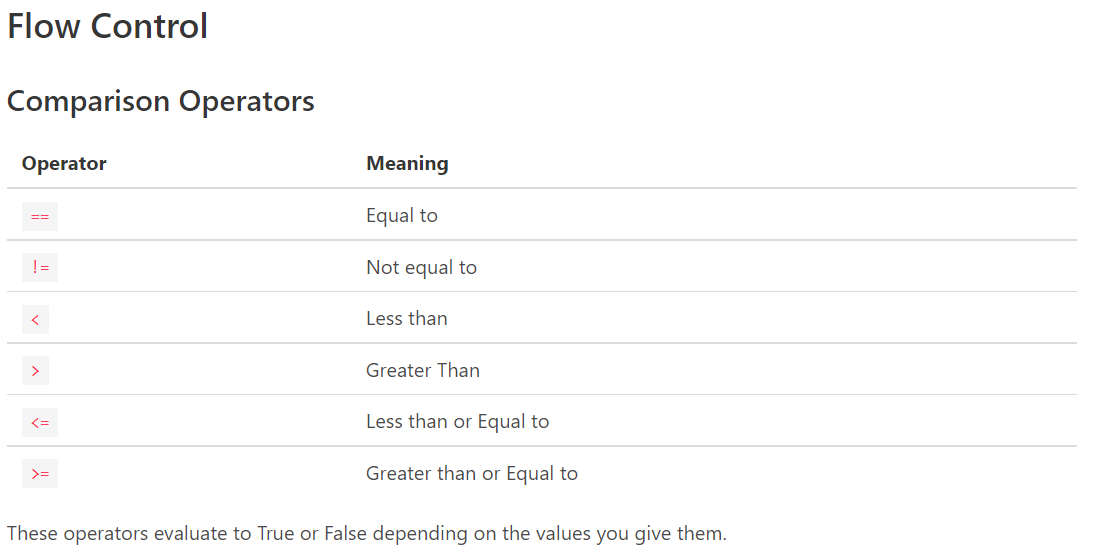 Flow Control
Comparison Operators
Operator Meaning
== Equal to
!= Not equal to
< Less than
> Greater Than
<= Less than or Equal to
>= Greater than or Equal to
These operators evaluate to True or False depending on the values you give them.